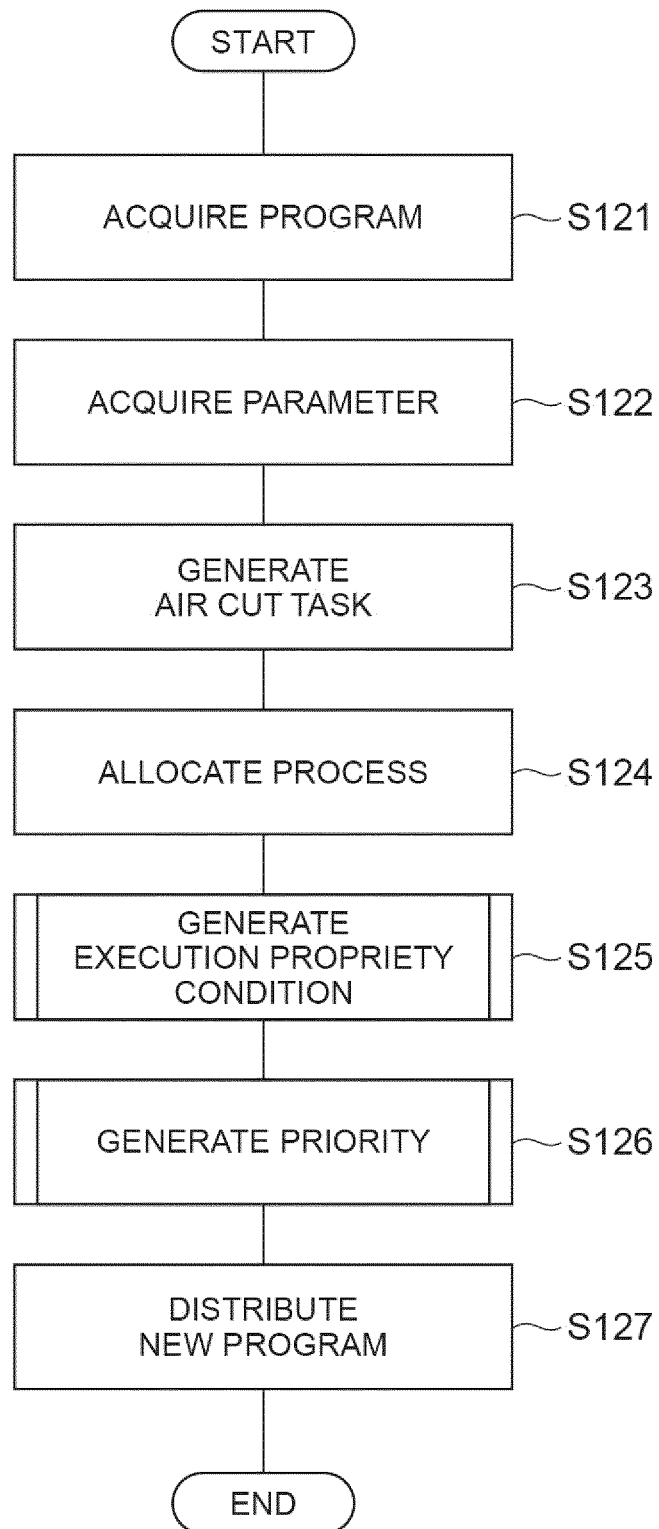 START
ACQUIRE PROGRAM
S121
ACQUIRE PARAMETER
S122
GENERATE
AIR CUT TASK
S123
ALLOCATE PROCESS
S124
GENERATE
EXECUTION PROPRIETY
CONDITION
S125
GENERATE PRIORITY
S126
DISTRIBUTE
NEW PROGRAM
S127
END